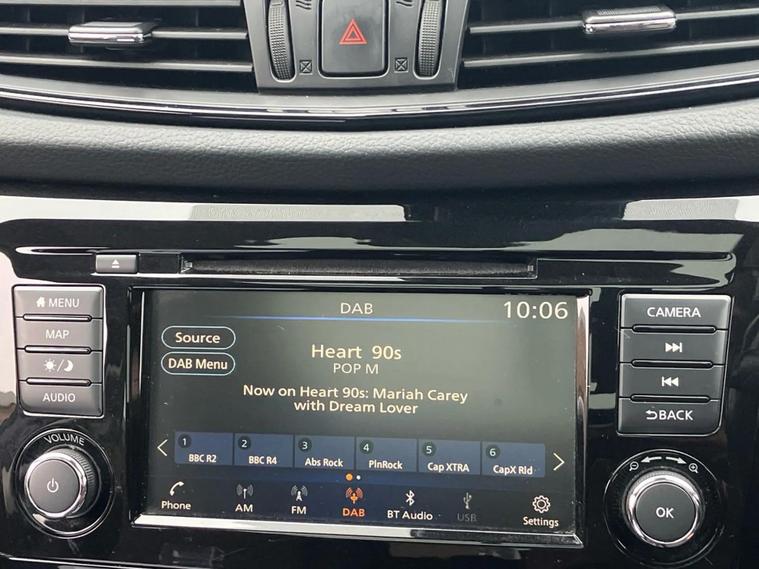 DAB
10:06
MENU
CAMERA
Source
MAP
Heart 90s
DAB Menu
POP M
AUDIO
Now on Heart 90s: Mariah Carey
with Dream Lover
BACK
VOLUME
1 2 3 4 5 6
BBC R2 BBC R4 Abs Rock PlnRock Cap XTRA CapX Rld
OK
Phone AM FM DAB BT Audio USB Settings